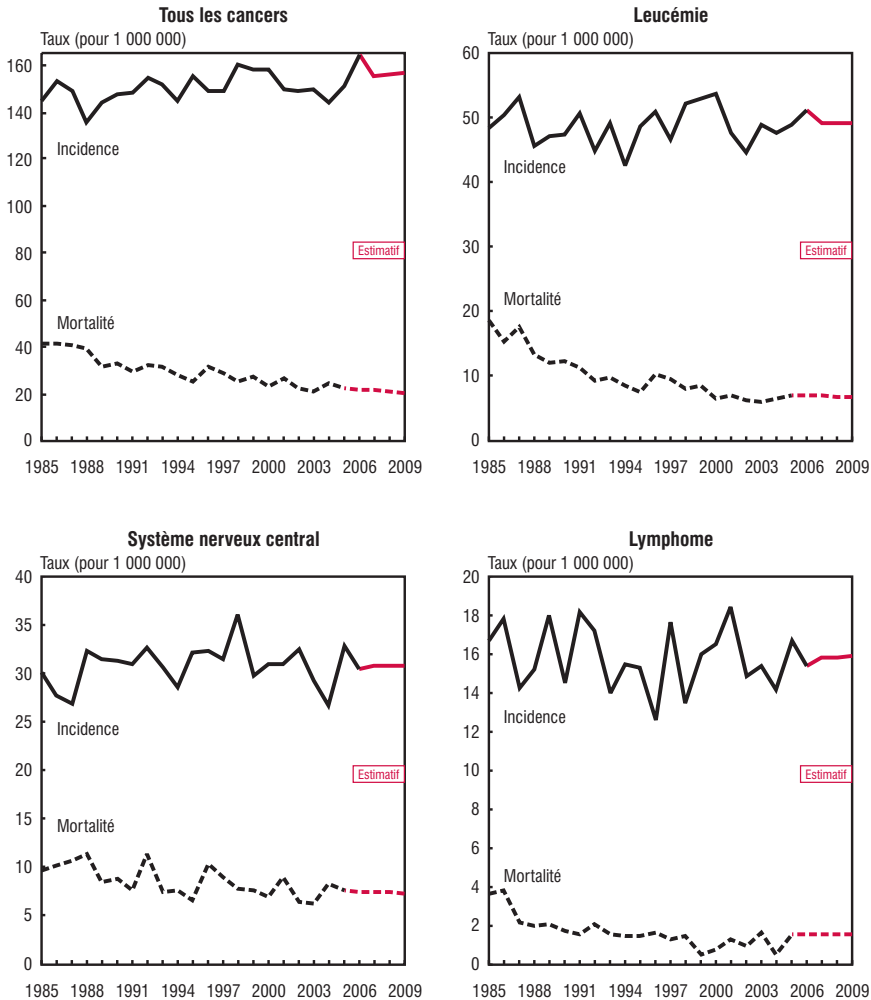 Tous les cancers
Taux (pour 1 000 000)
160
140
120
100
80
60
40
20
0
Incidence
Estimatif
Mortalité
1985 1988 1991 1994 1997 2000 2003 2006 2009
Leucémie
Taux (pour 1 000 000)
60
50
40
30
20
10
0
Incidence
Estimatif
Mortalité
1985 1988 1991 1994 1997 2000 2003 2006 2009
Système nerveux central
Taux (pour 1 000 000)
40
35
30
25
20
15
10
5
0
Incidence
Estimatif
Mortalité
1985 1988 1991 1994 1997 2000 2003 2006 2009
Lymphome
Taux (pour 1 000 000)
20
18
16
14
12
10
8
6
4
2
0
Incidence
Estimatif
Mortalité
1985 1988 1991 1994 1997 2000 2003 2006 2009